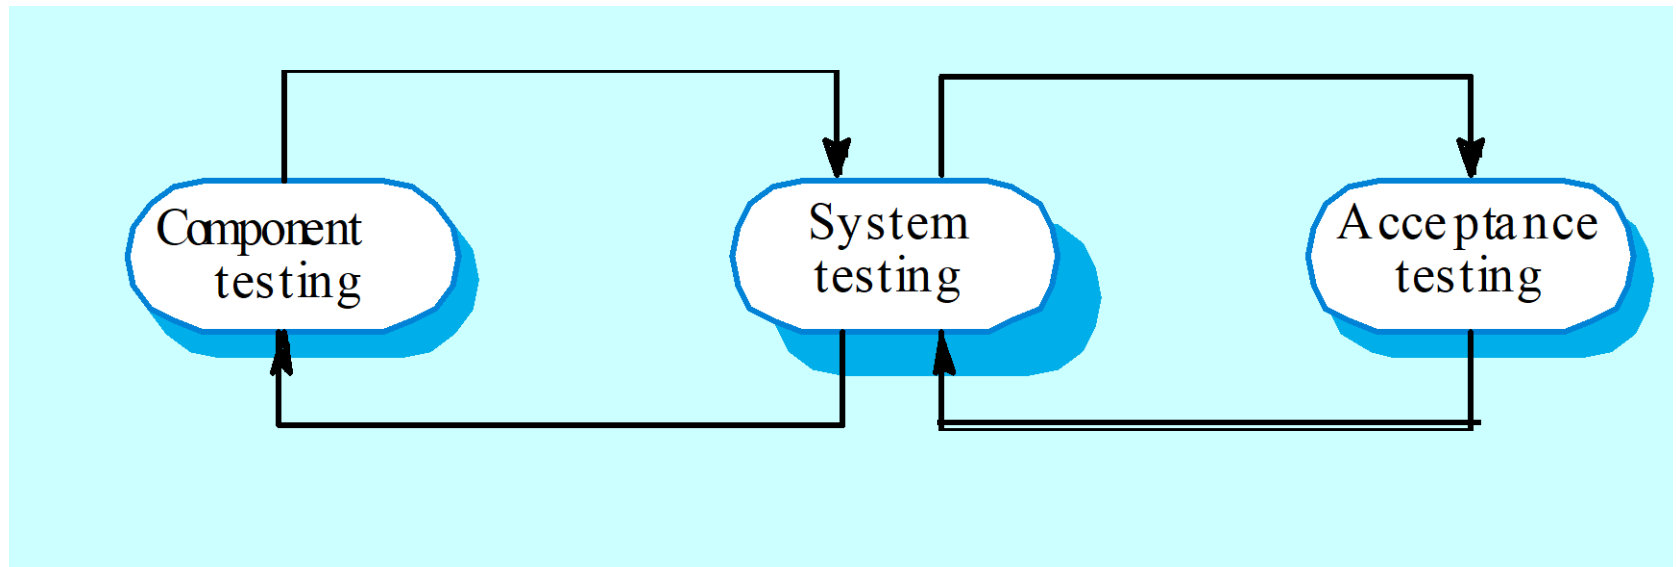 Component
testing
System
testing
Acceptance
testing